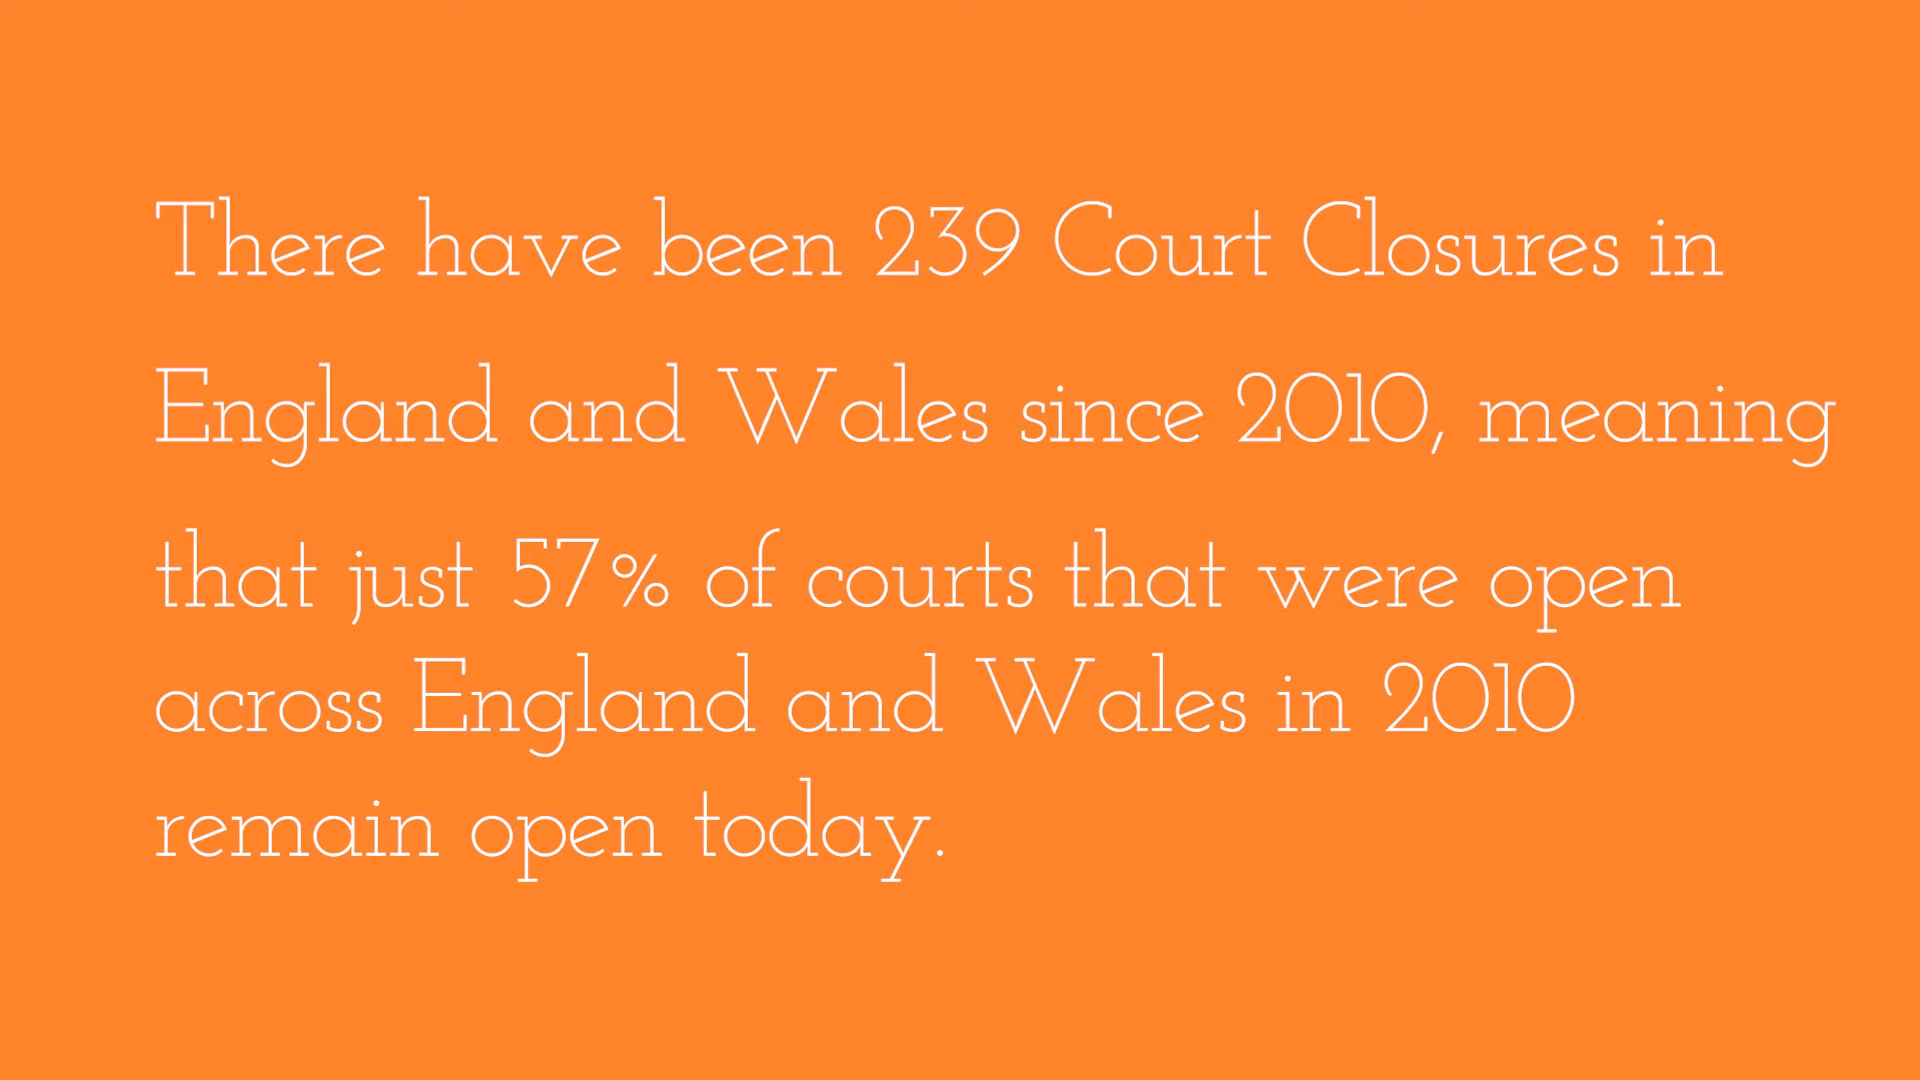 There have been 239 Court Closures in
England and Wales since 2010, meaning
that just 57% of courts that were open
across England and Wales in 2010
remain open today.